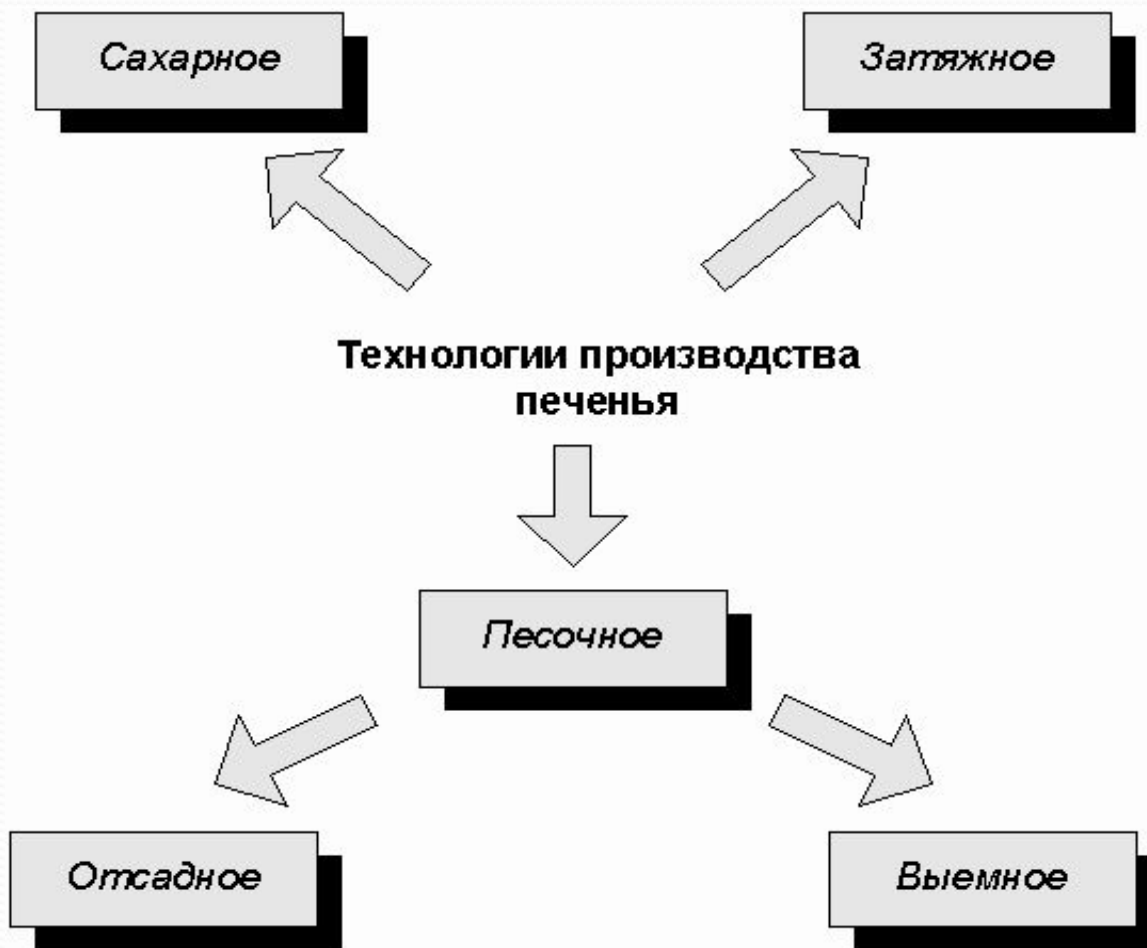 Сахарное
Затяжное
Технологии производства
печенья
Песочное
Отсадное
Выемное